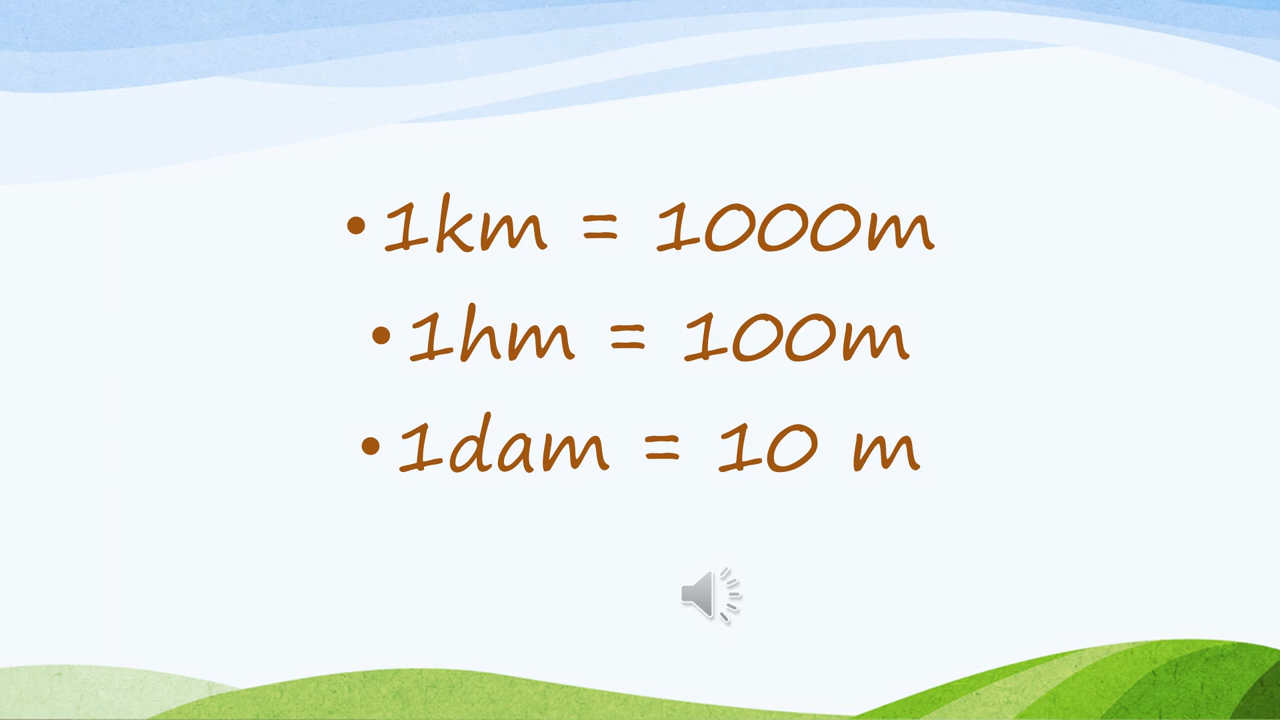 • 1km = 1000m
• 1hm = 100m
• 1dam = 10 m